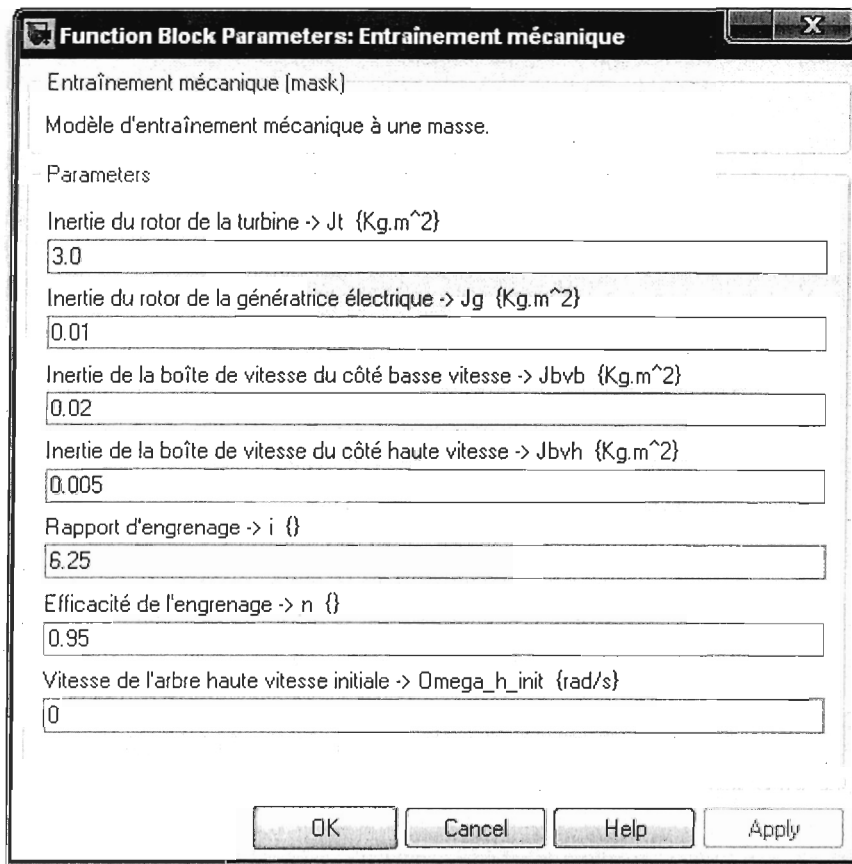 Function Block Parameters: Entraînement mécanique
X
Entraînement mécanique (mask)
Modèle d'entraînement mécanique à une masse.
Parameters
Inertie du rotor de la turbine -> Jt {Kg.m^2}
3.0
Inertie du rotor de la génératrice électrique -> Jg {Kg.m^2}
0.01
Inertie de la boîte de vitesse du côté basse vitesse -> Jbvb {Kg.m^2}
0.02
Inertie de la boîte de vitesse du côté haute vitesse -> Jbvh {Kg.m^2}
0.005
Rapport d'engrenage -> i {}
6.25
Efficacité de l'engrenage -> n {}
0.95
Vitesse de l'arbre haute vitesse initiale -> Omega_h_init {rad/s}
0
OK Cancel Help Apply